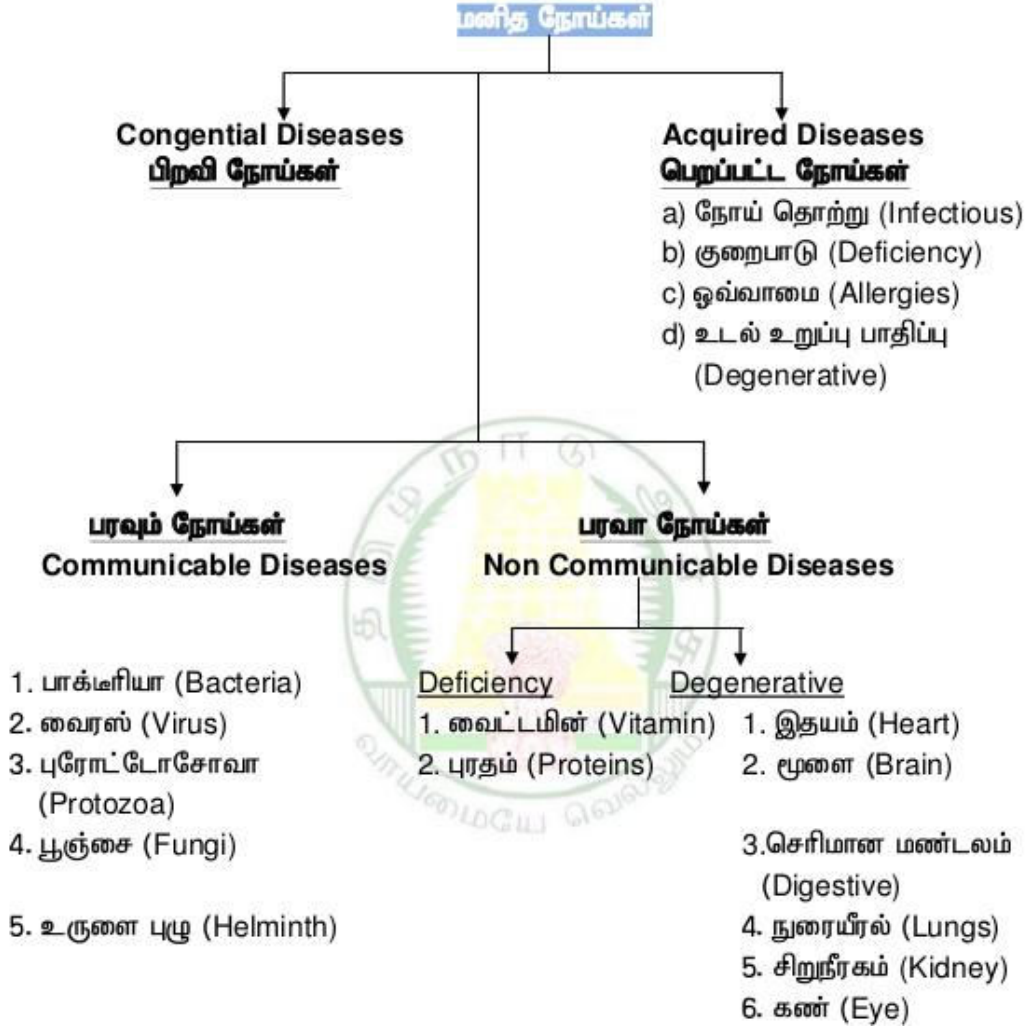 மனித நோய்கள்
Congential Diseases
பிறவி நோய்கள்
Acquired Diseases
பெறப்பட்ட நோய்கள்
a) நோய் தொற்று (Infectious)
b) குறைபாடு (Deficiency)
c) ஒவ்வாமை (Allergies)
d) உடல் உறுப்பு பாதிப்பு
(Degenerative)
தமிழ்நாடு அரசு
வாய்மையே வெல்லும்
பரவும் நோய்கள்
Communicable Diseases
பரவா நோய்கள்
Non Communicable Diseases
1. பாக்டீரியா (Bacteria)
2. வைரஸ் (Virus)
3. புரோட்டோசோவா
(Protozoa)
4. பூஞ்சை (Fungi)
5. உருளை புழு (Helminth)
Deficiency
1. வைட்டமின் (Vitamin)
2. புரதம் (Proteins)
Degenerative
1. இதயம் (Heart)
2. மூளை (Brain)
3.செரிமான மண்டலம்
(Digestive)
4. நுரையீரல் (Lungs)
5. சிறுநீரகம் (Kidney)
6. கண் (Eye)